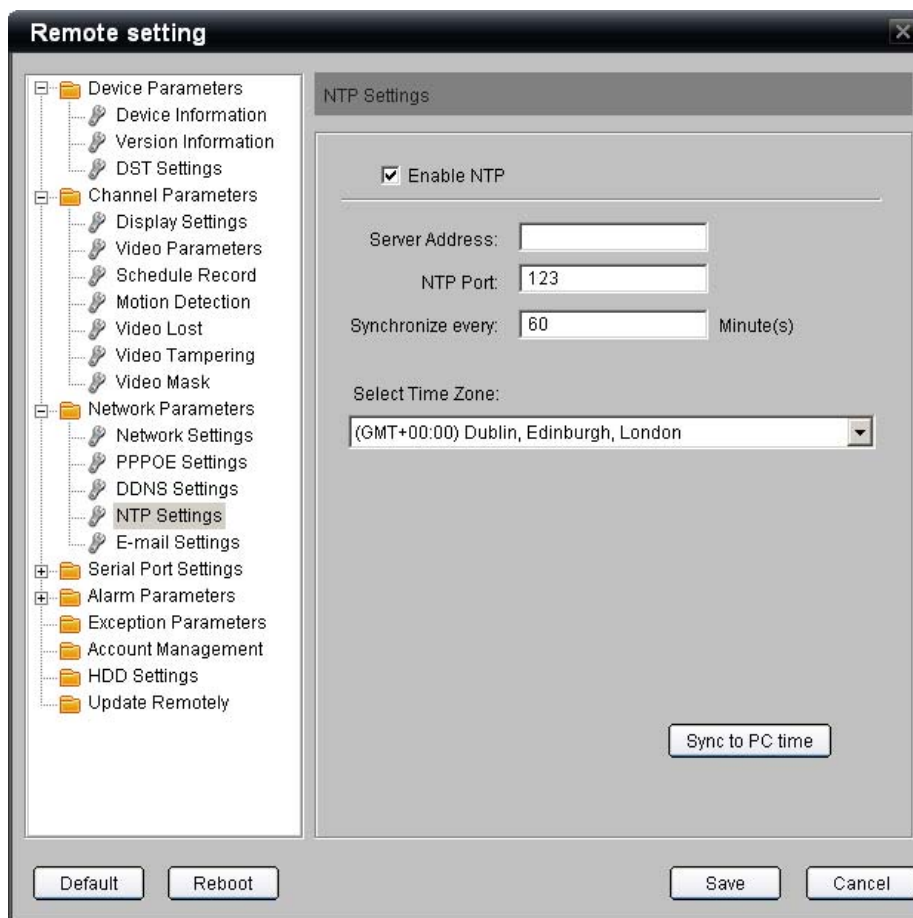 Remote setting
Device Parameters
Device Information
Version Information
DST Settings
Channel Parameters
Display Settings
Video Parameters
Schedule Record
Motion Detection
Video Lost
Video Tampering
Video Mask
Network Parameters
Network Settings
PPPOE Settings
DDNS Settings
NTP Settings
E-mail Settings
Serial Port Settings
Alarm Parameters
Exception Parameters
Account Management
HDD Settings
Update Remotely
NTP Settings
Enable NTP
Server Address:
NTP Port: 123
Synchronize every: 60 Minute(s)
Select Time Zone:
(GMT+00:00) Dublin, Edinburgh, London
Sync to PC time
Default Reboot Save Cancel